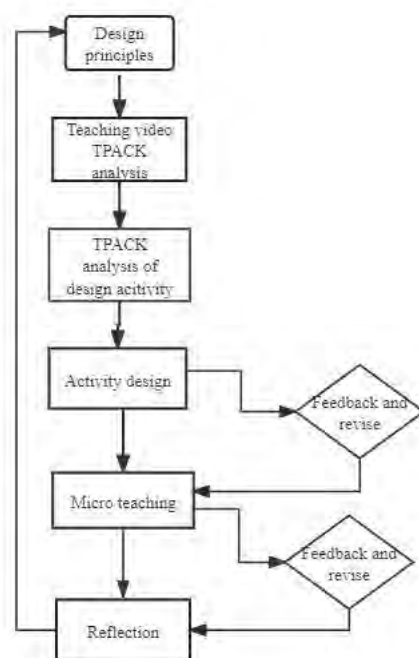 Design
principles
Teaching video
TPACK
analysis
TPACK
analysis of
design acitivity
Activity design
Feedback and
revise
Micro teaching
Feedback and
revise
Reflection